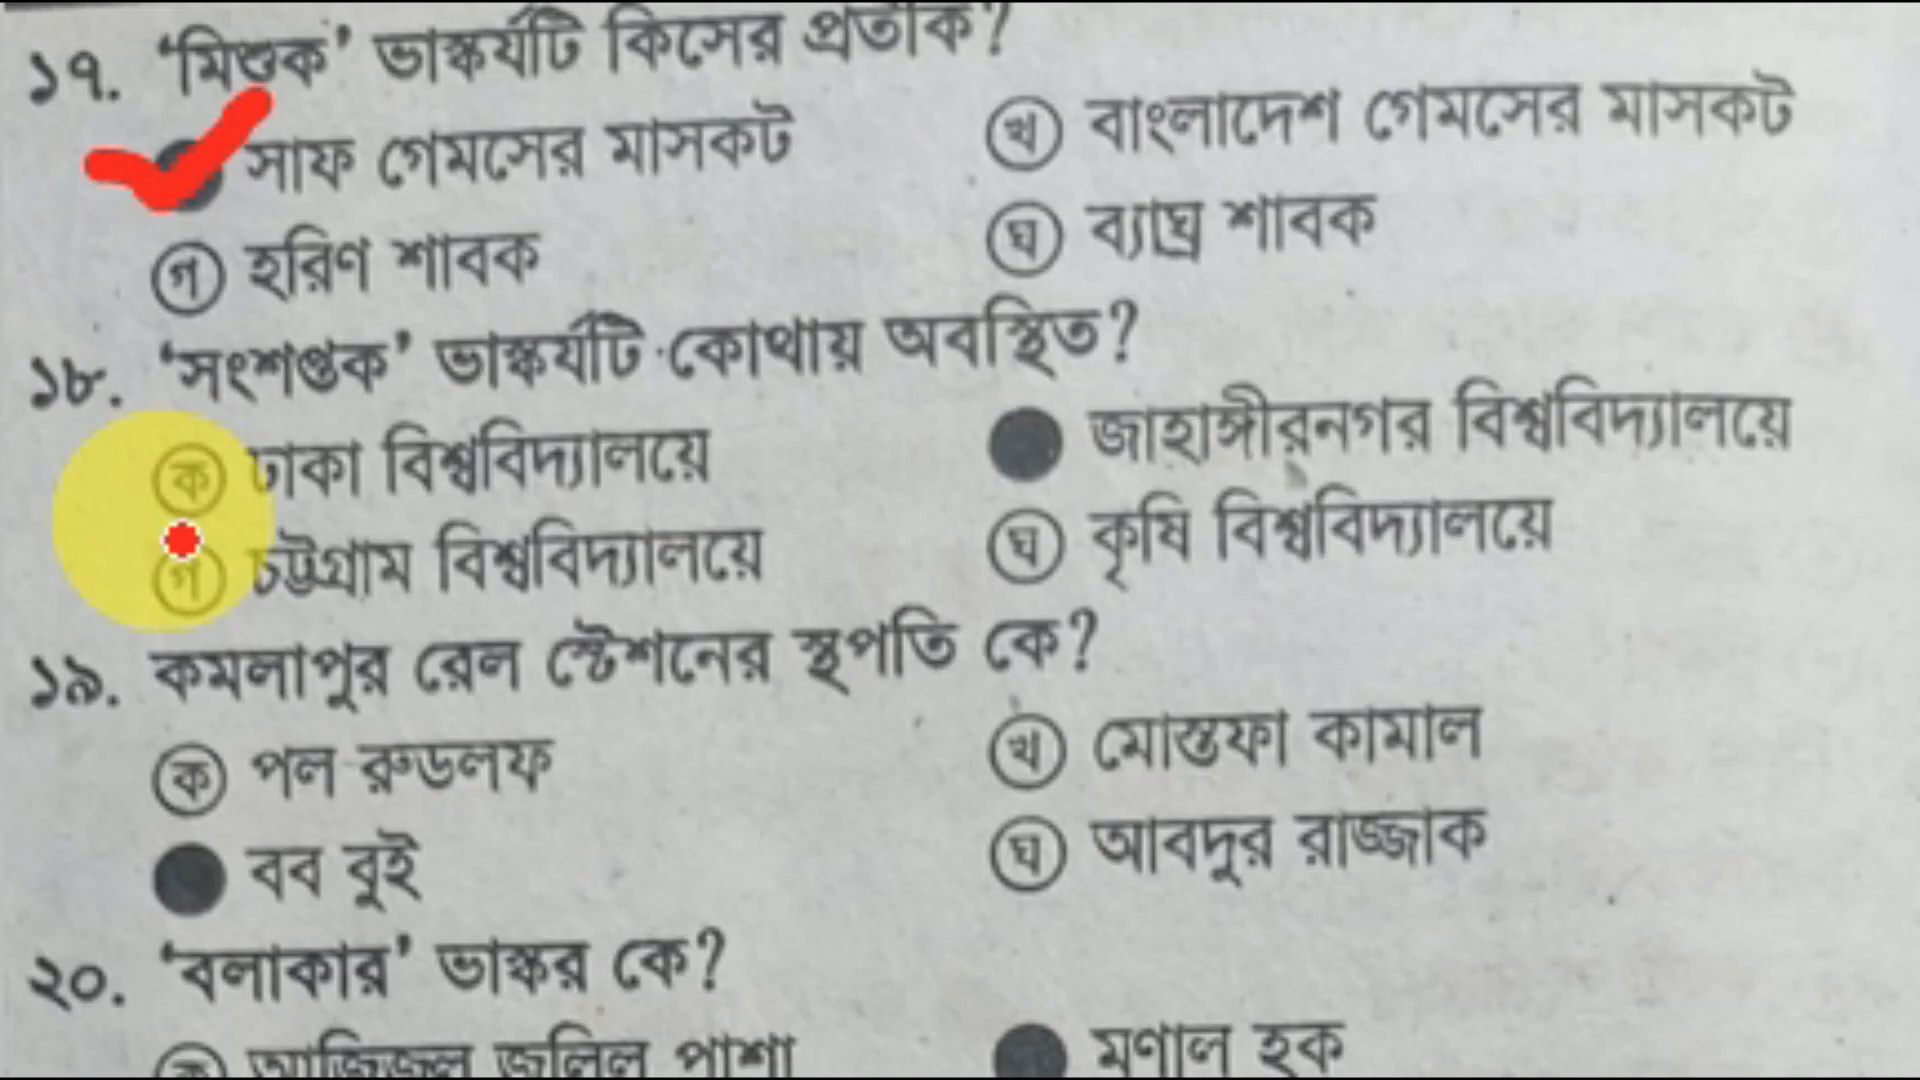 ১৭. ‘মিশুক’ ভাস্কর্যটি কিসের প্রতীক?
সাফ গেমসের মাসকট খ বাংলাদেশ গেমসের মাসকট
গ হরিণ শাবক ঘ ব্যাঘ্র শাবক
১৮. ‘সংশপ্তক’ ভাস্কর্যটি কোথায় অবস্থিত?
ক ঢাকা বিশ্ববিদ্যালয়ে জাহাঙ্গীরনগর বিশ্ববিদ্যালয়ে
গ চট্টগ্রাম বিশ্ববিদ্যালয়ে ঘ কৃষি বিশ্ববিদ্যালয়ে
১৯. কমলাপুর রেল স্টেশনের স্থপতি কে?
ক পল রুডলফ খ মোস্তফা কামাল
বব বুই ঘ আবদুর রাজ্জাক
২০. ‘বলাকার’ ভাস্কর কে?
ক আজিজুল জলিল পাশা মৃণাল হক